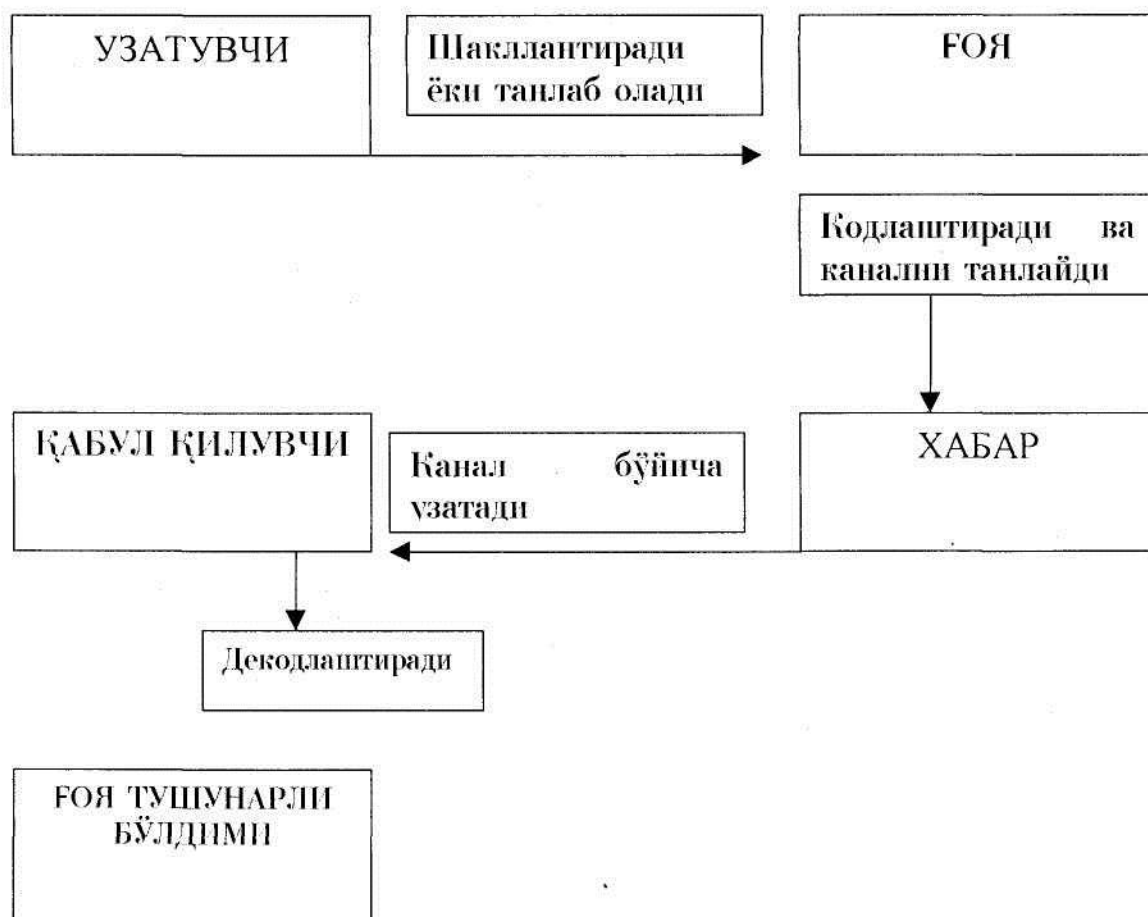 УЗАТУВЧИ
Шакллантиради
ёки танлаб олади
ҒОЯ
Кодлаштиради ва
канални танлайди
ҚАБУЛ ҚИЛУВЧИ
Канал бўйича
узатади
ХАБАР
Декодлаштиради
ҒОЯ ТУШУНАРЛИ
БЎЛДИМИ